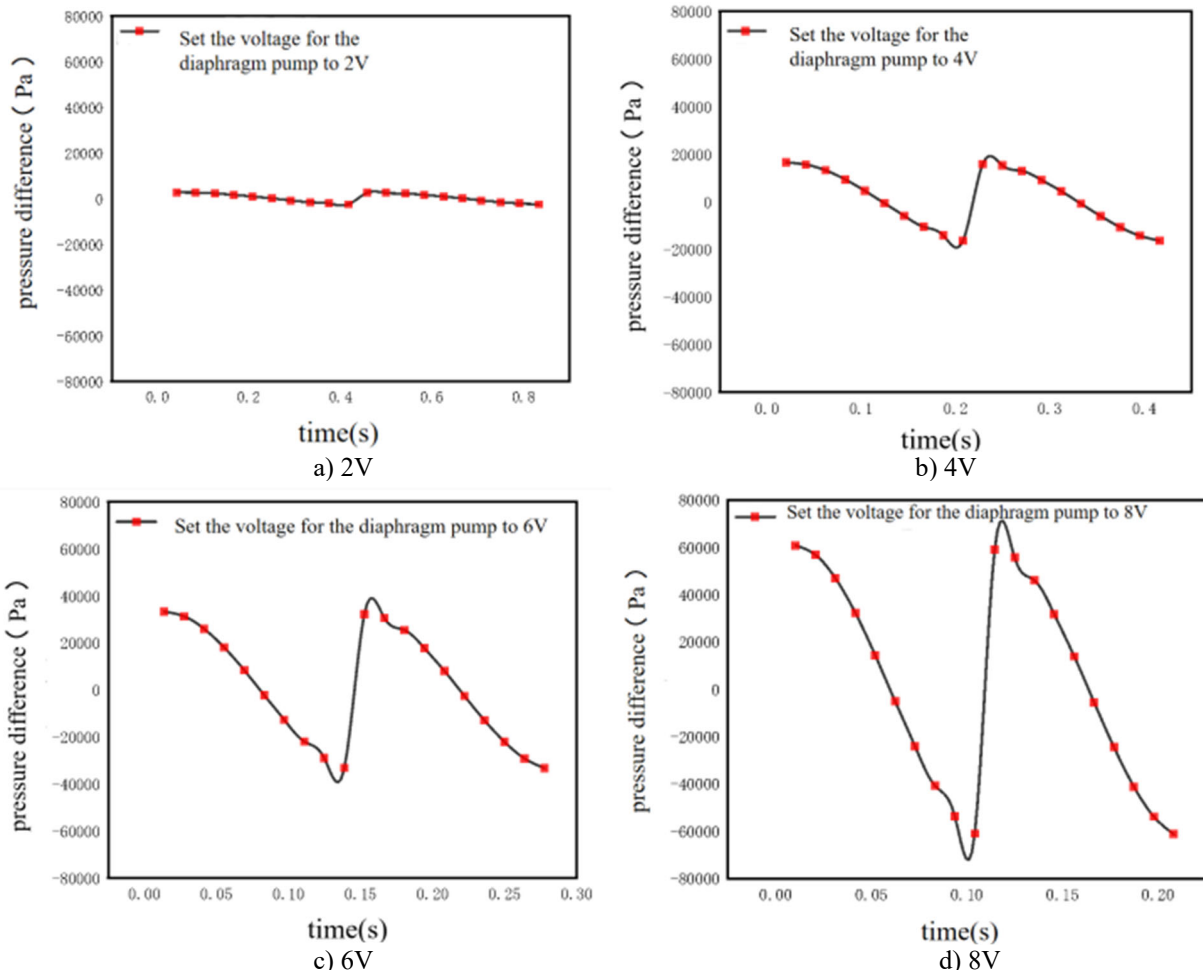 80000
60000
40000
20000
0
-20000
-40000
-60000
-80000
pressure difference（Pa）
Set the voltage for the
diaphragm pump to 2V
0.0 0.2 0.4 0.6 0.8
time(s)
a) 2V
80000
60000
40000
20000
0
-20000
-40000
-60000
-80000
pressure difference（Pa）
Set the voltage for the
diaphragm pump to 4V
0.0 0.1 0.2 0.3 0.4
time(s)
b) 4V
80000
60000
40000
20000
0
-20000
-40000
-60000
-80000
pressure difference（Pa）
Set the voltage for the diaphragm pump to 6V
0.00 0.05 0.10 0.15 0.20 0.25 0.30
time(s)
c) 6V
80000
60000
40000
20000
0
-20000
-40000
-60000
-80000
pressure difference（Pa）
Set the voltage for the diaphragm pump to 8V
0.00 0.05 0.10 0.15 0.20
time(s)
d) 8V